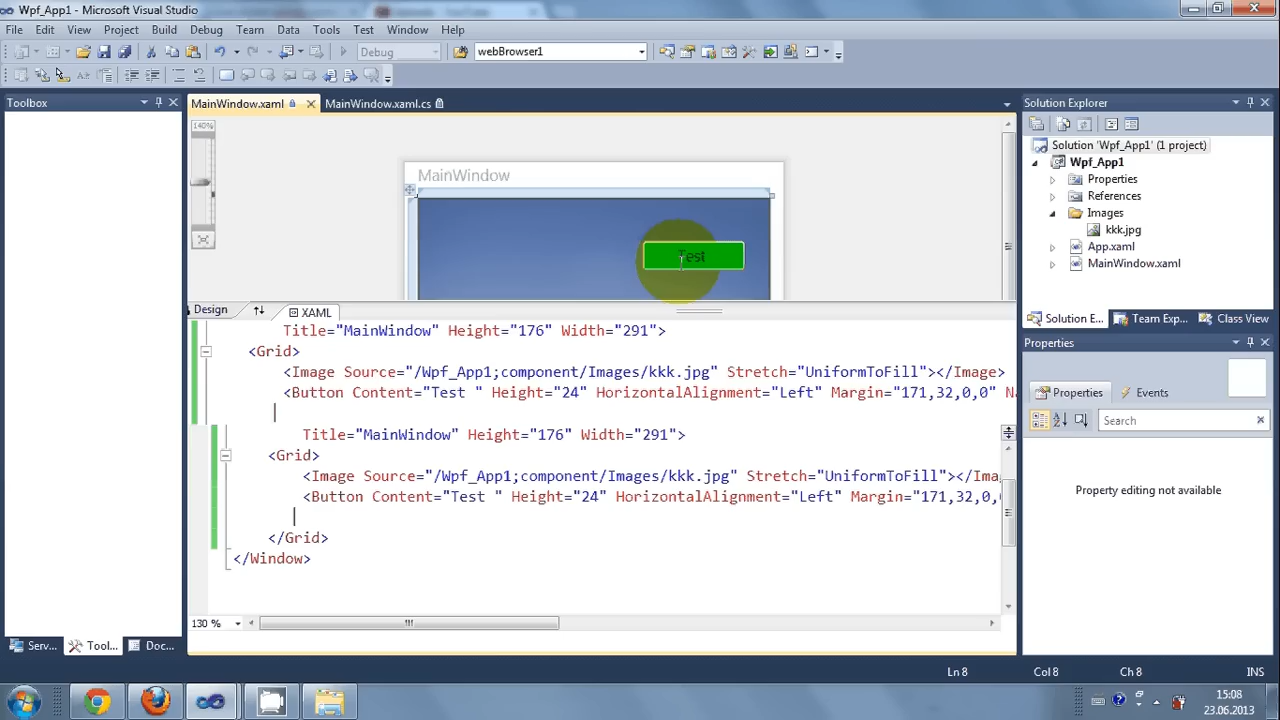 Wpf_App1 - Microsoft Visual Studio
File Edit View Project Build Debug Team Data Tools Test Window Help
Debug webBrowser1
Toolbox
MainWindow.xaml MainWindow.xaml.cs
Solution Explorer
140%
Solution 'Wpf_App1' (1 project)
Wpf_App1
Properties
References
Images
kkk.jpg
App.xaml
MainWindow.xaml
MainWindow
Test
Design XAML
Solution E... Team Exp... Class View
Title="MainWindow" Height="176" Width="291">
<Grid>
<Image Source="/Wpf_App1;component/Images/kkk.jpg" Stretch="UniformToFill"></Image>
<Button Content="Test " Height="24" HorizontalAlignment="Left" Margin="171,32,0,0" Na
Title="MainWindow" Height="176" Width="291">
<Grid>
<Image Source="/Wpf_App1;component/Images/kkk.jpg" Stretch="UniformToFill"></Ima
<Button Content="Test " Height="24" HorizontalAlignment="Left" Margin="171,32,0,
</Grid>
</Window>
Properties
Properties Events
Search
Property editing not available
130 %
Serv... Tool... Doc...
Ln 8 Col 8 Ch 8 INS
15:08
23.06.2013